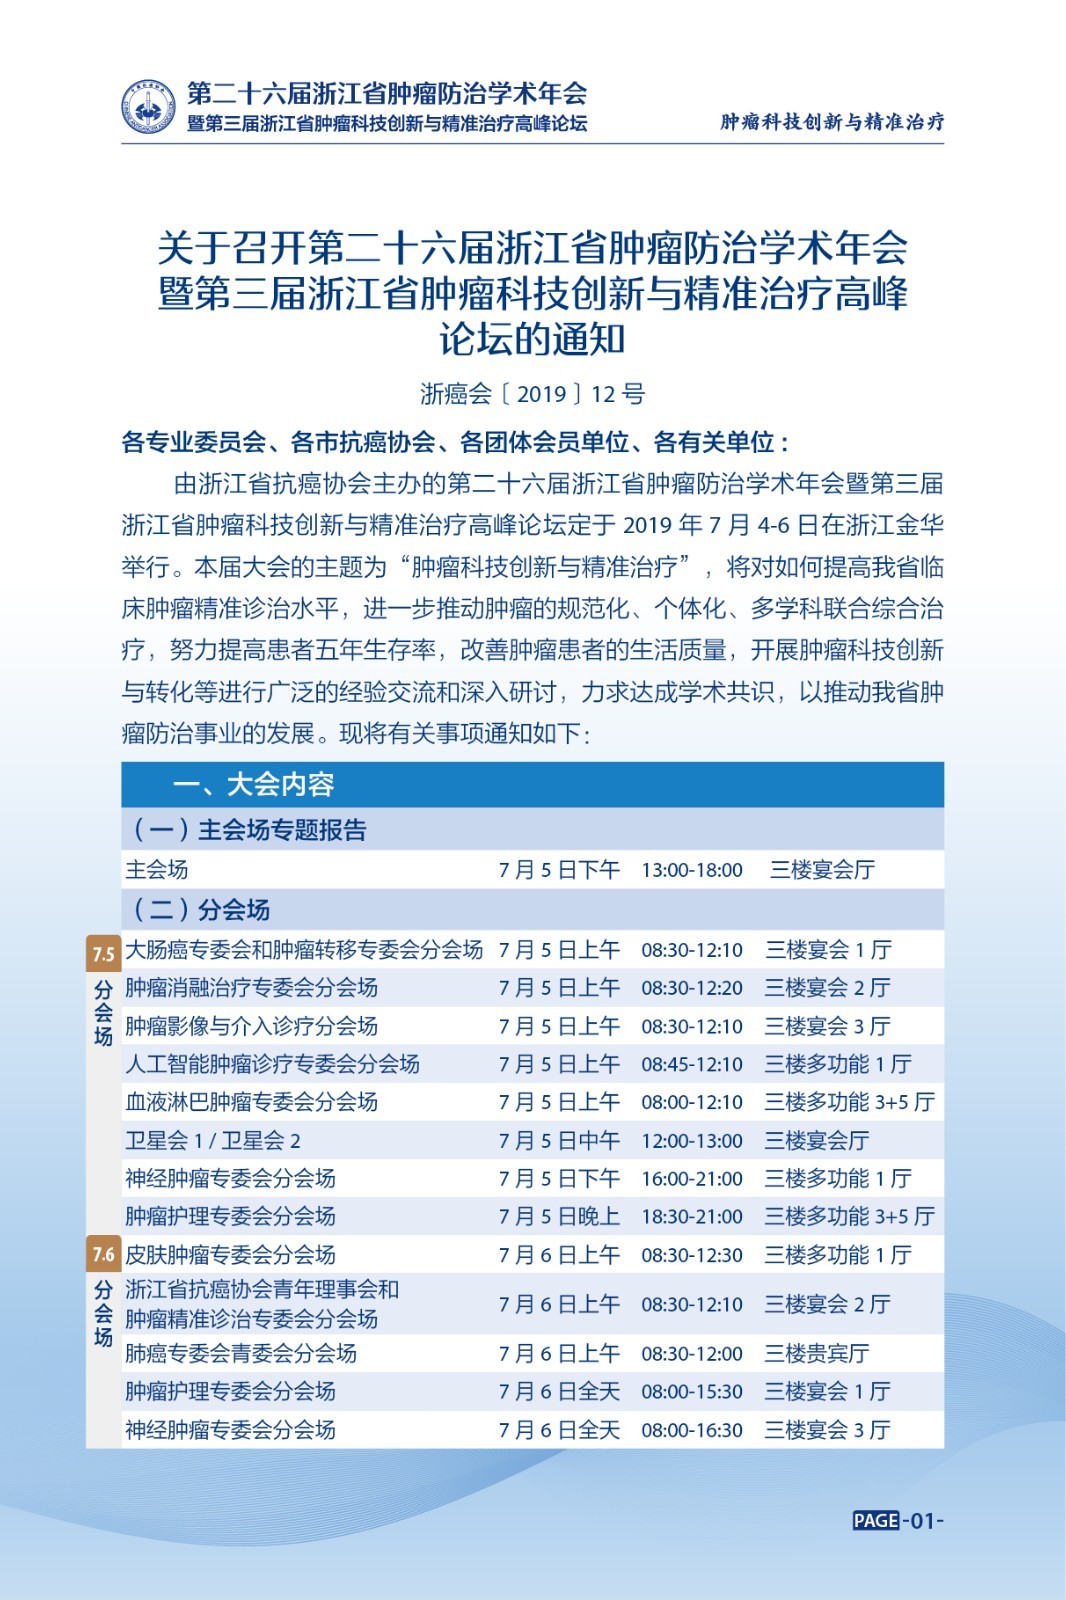 第二十六届浙江省肿瘤防治学术年会
暨第三届浙江省肿瘤科技创新与精准治疗高峰论坛
肿瘤科技创新与精准治疗
关于召开第二十六届浙江省肿瘤防治学术年会
暨第三届浙江省肿瘤科技创新与精准治疗高峰
论坛的通知
浙癌会〔2019〕12 号
各专业委员会、各市抗癌协会、各团体会员单位、各有关单位：
由浙江省抗癌协会主办的第二十六届浙江省肿瘤防治学术年会暨第三届
浙江省肿瘤科技创新与精准治疗高峰论坛定于 2019 年 7 月 4-6 日在浙江金华
举行。本届大会的主题为“肿瘤科技创新与精准治疗”，将对如何提高我省临
床肿瘤精准诊治水平，进一步推动肿瘤的规范化、个体化、多学科联合综合治
疗，努力提高患者五年生存率，改善肿瘤患者的生活质量，开展肿瘤科技创新
与转化等进行广泛的经验交流和深入研讨，力求达成学术共识，以推动我省肿
瘤防治事业的发展。现将有关事项通知如下：
一、大会内容
（一）主会场专题报告
主会场 7 月 5 日下午 13:00-18:00 三楼宴会厅
（二）分会场
7.5 分会场
大肠癌专委会和肿瘤转移专委会分会场 7 月 5 日上午 08:30-12:10 三楼宴会 1 厅
肿瘤消融治疗专委会分会场 7 月 5 日上午 08:30-12:20 三楼宴会 2 厅
肿瘤影像与介入诊疗分会场 7 月 5 日上午 08:30-12:10 三楼宴会 3 厅
人工智能肿瘤诊疗专委会分会场 7 月 5 日上午 08:45-12:10 三楼多功能 1 厅
血液淋巴肿瘤专委会分会场 7 月 5 日上午 08:00-12:10 三楼多功能 3+5 厅
卫星会 1 / 卫星会 2 7 月 5 日中午 12:00-13:00 三楼宴会厅
神经肿瘤专委会分会场 7 月 5 日下午 16:00-21:00 三楼多功能 1 厅
肿瘤护理专委会分会场 7 月 5 日晚上 18:30-21:00 三楼多功能 3+5 厅
7.6 分会场
皮肤肿瘤专委会分会场 7 月 6 日上午 08:30-12:30 三楼多功能 1 厅
浙江省抗癌协会青年理事会和
肿瘤精准诊治专委会分会场 7 月 6 日上午 08:30-12:10 三楼宴会 2 厅
肺癌专委会青委会分会场 7 月 6 日上午 08:30-12:00 三楼贵宾厅
肿瘤护理专委会分会场 7 月 6 日全天 08:00-15:30 三楼宴会 1 厅
神经肿瘤专委会分会场 7 月 6 日全天 08:00-16:30 三楼宴会 3 厅
PAGE -01-